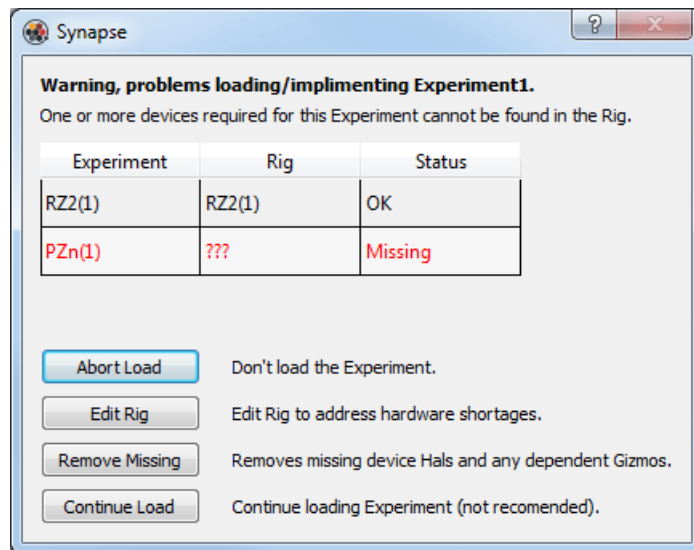 Synapse
?
Warning, problems loading/implimenting Experiment1.
One or more devices required for this Experiment cannot be found in the Rig.
Experiment Rig Status
RZ2(1) RZ2(1) OK
PZn(1) ??? Missing
Abort Load Don't load the Experiment.
Edit Rig Edit Rig to address hardware shortages.
Remove Missing Removes missing device Hals and any dependent Gizmos.
Continue Load Continue loading Experiment (not recomended).